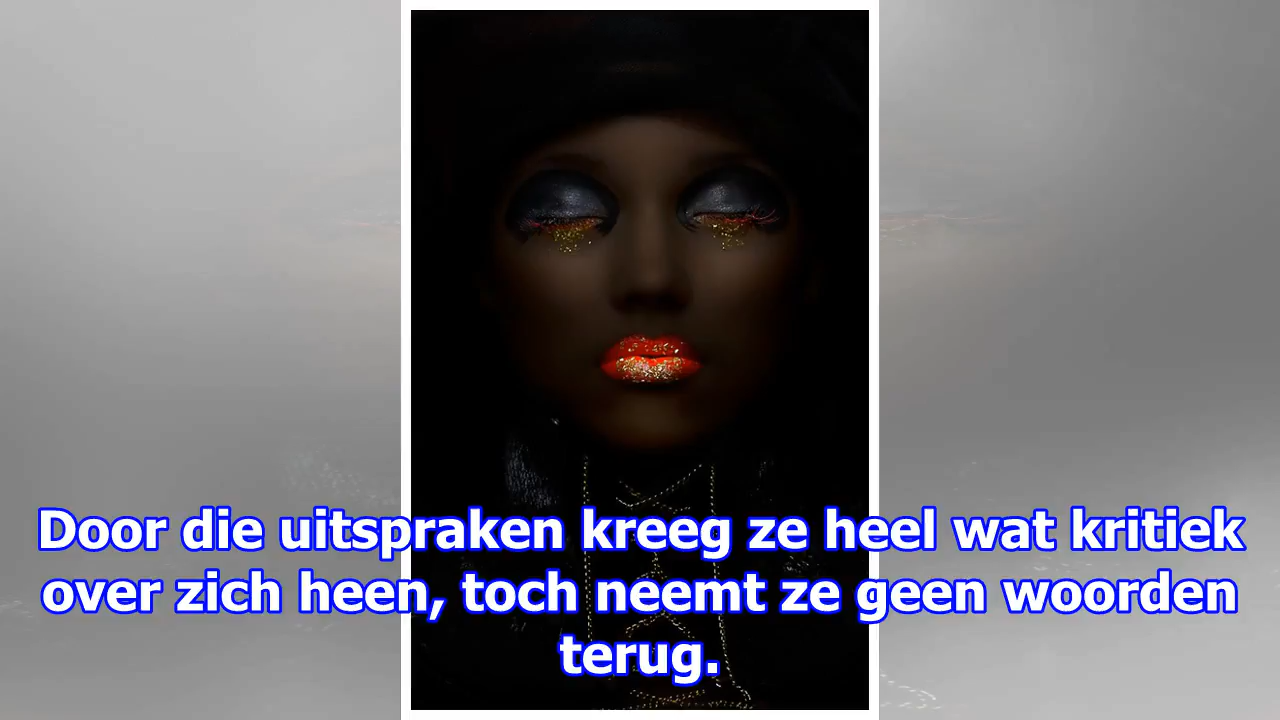 Door die uitspraken kreeg ze heel wat kritiek
over zich heen, toch neemt ze geen woorden
terug.